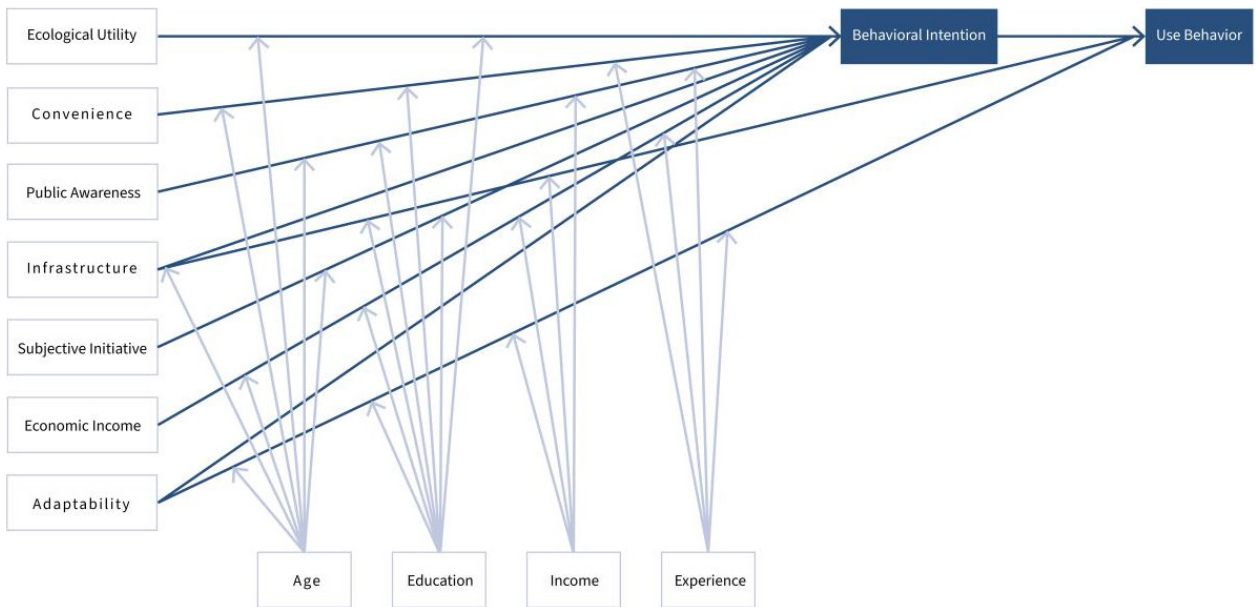 Ecological Utility
Behavioral Intention
Use Behavior
Convenience
Public Awareness
Infrastructure
Subjective Initiative
Economic Income
Adaptability
Age
Education
Income
Experience